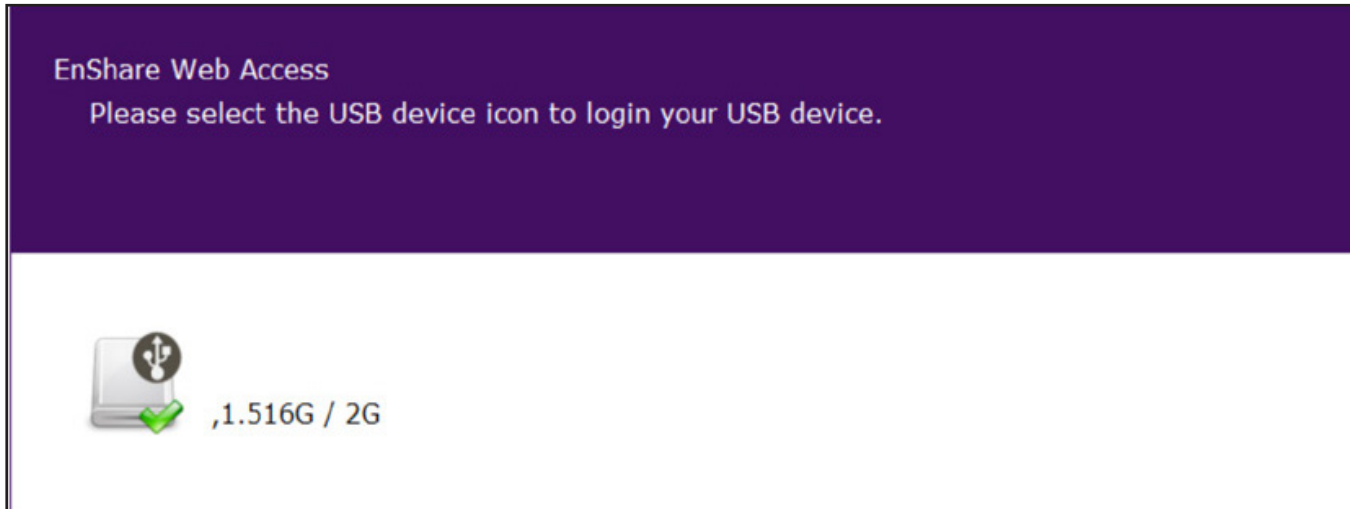 EnShare Web Access
Please select the USB device icon to login your USB device.
,1.516G / 2G